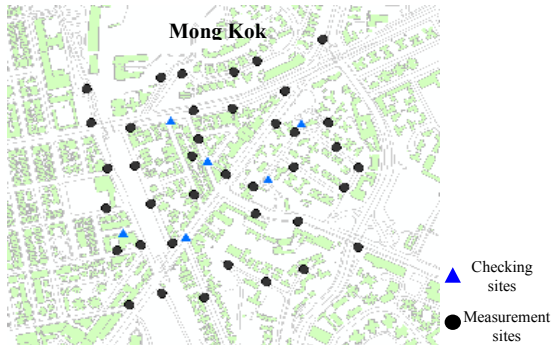 Mong Kok
Checking
sites
Measurement
sites